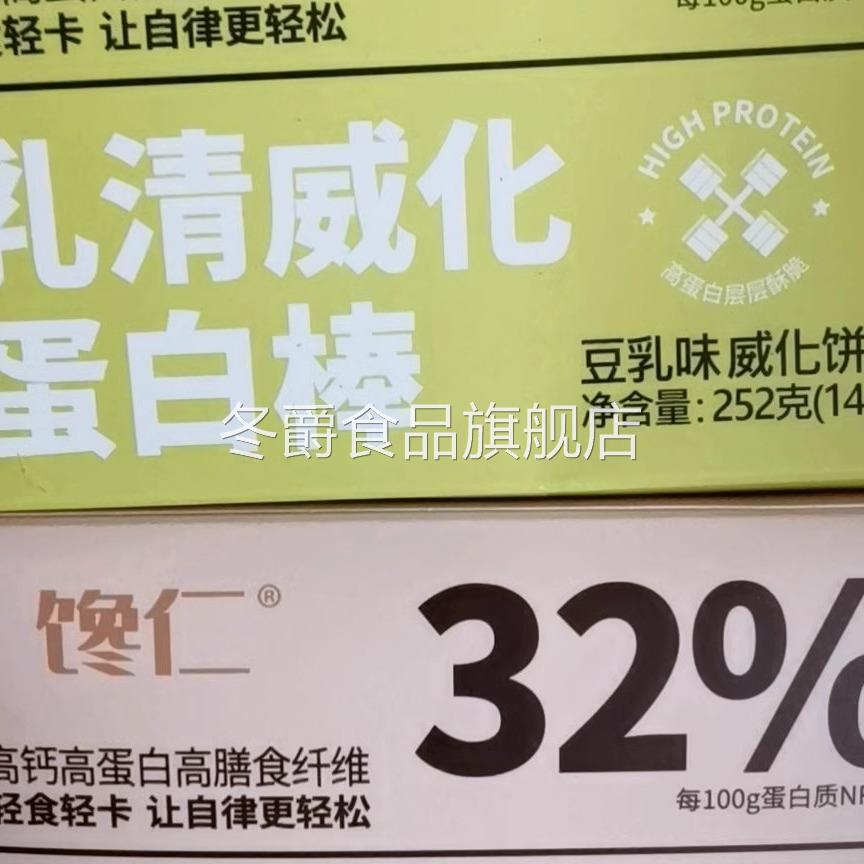 轻卡 让自律更轻松
每100g蛋白质
乳清威化
蛋白棒
HIGH PROTEIN
高蛋白层层酥脆
豆乳味 威化饼
净含量:252克(14
冬爵食品旗舰店
馋仁®
32%
高钙高蛋白高膳食纤维
轻食轻卡 让自律更轻松
每100g蛋白质NR